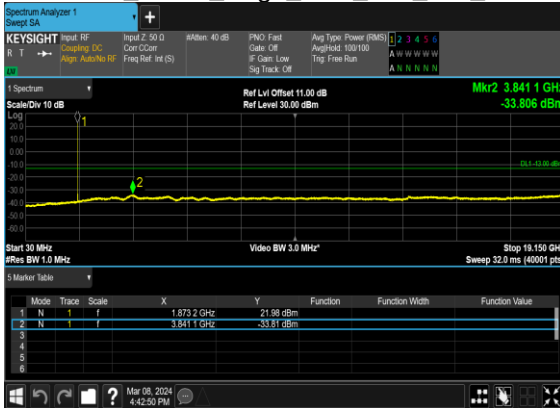 Spectrum Analyzer 1
Swept SA
+
KEYSIGHT Input: RF Input Z: 50 Ω #Atten: 40 dB PNO: Fast Avg Type: Power (RMS) 1 2 3 4 5 6
R T Coupling: DC Corr CCorr Gate: Off Avg|Hold: 100/100 A W W W W W
Align: Auto/No RF Freq Ref: Int (S) IF Gain: Low Trig: Free Run
Sig Track: Off A N N N N N
1 Spectrum Ref Lvl Offset 11.00 dB Mkr2 3.841 1 GHz
Scale/Div 10 dB Ref Level 30.00 dBm -33.806 dBm
Log
20.0
10.0
0.00
-10.0 DL1 -13.00 dBm
-20.0
-30.0
-40.0
-50.0
-60.0
1
2
Start 30 MHz Video BW 3.0 MHz* Stop 19.150 GH
#Res BW 1.0 MHz Sweep 32.0 ms (40001 pts
5 Marker Table
Mode Trace Scale X Y Function Function Width Function Value
1 N 1 f 1.873 2 GHz 21.98 dBm
2 N 1 f 3.841 1 GHz -33.81 dBm
3
4
5
6
? Mar 08, 2024
4:42:50 PM